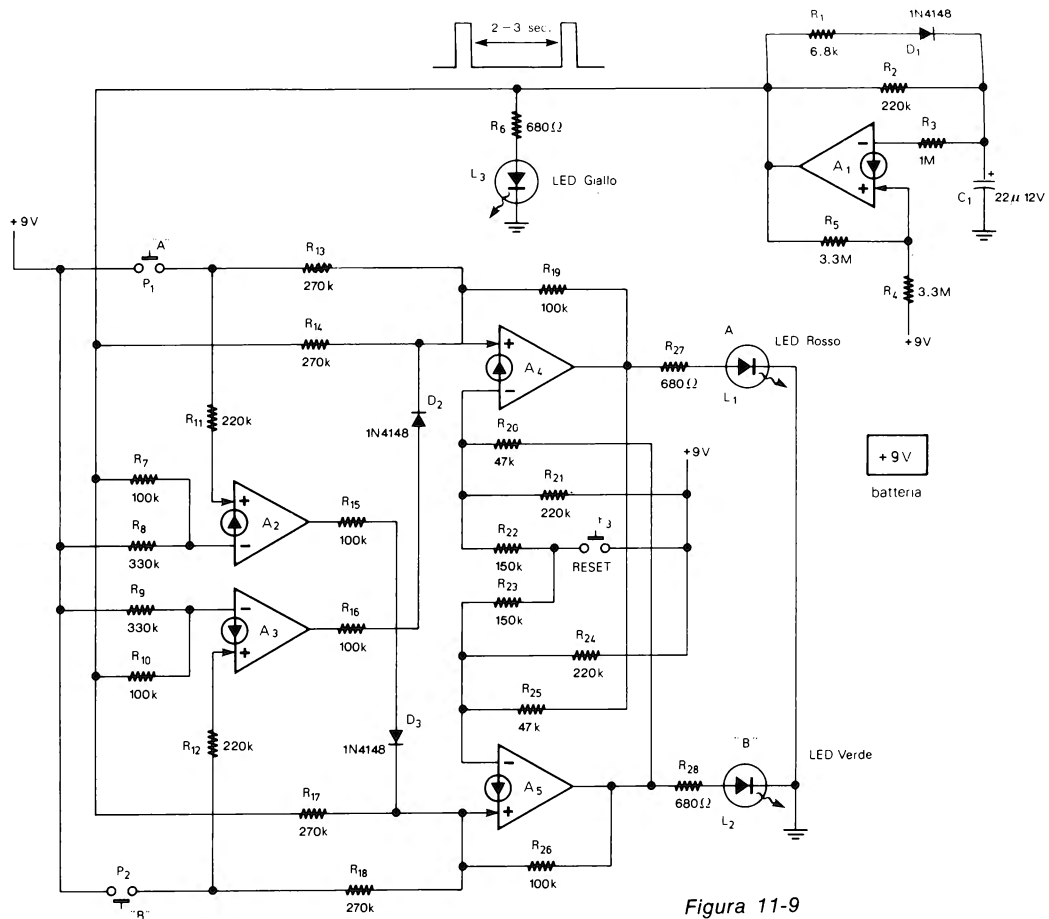 2 – 3 sec.
R1
6.8k
1N4148
D1
R2
220k
R3
1M
A1
C1
22μ 12V
R5
3.3M
R4
3.3M
+9V
R6
680Ω
L3
LED Giallo
+9V
"A"
P1
R13
270k
R14
270k
R19
100k
A4
R27
680Ω
A
LED Rosso
L1
R11
220k
D2
1N4148
R20
47k
+9V
R21
220k
+9V
batteria
R7
100k
R8
330k
A2
R15
100k
R22
150k
RESET
R23
150k
R9
330k
A3
R16
100k
R10
100k
R24
220k
R12
220k
D3
1N4148
R25
47k
A5
R28
680Ω
"B"
LED Verde
L2
R17
270k
R26
100k
P2
"B"
R18
270k
Figura 11-9